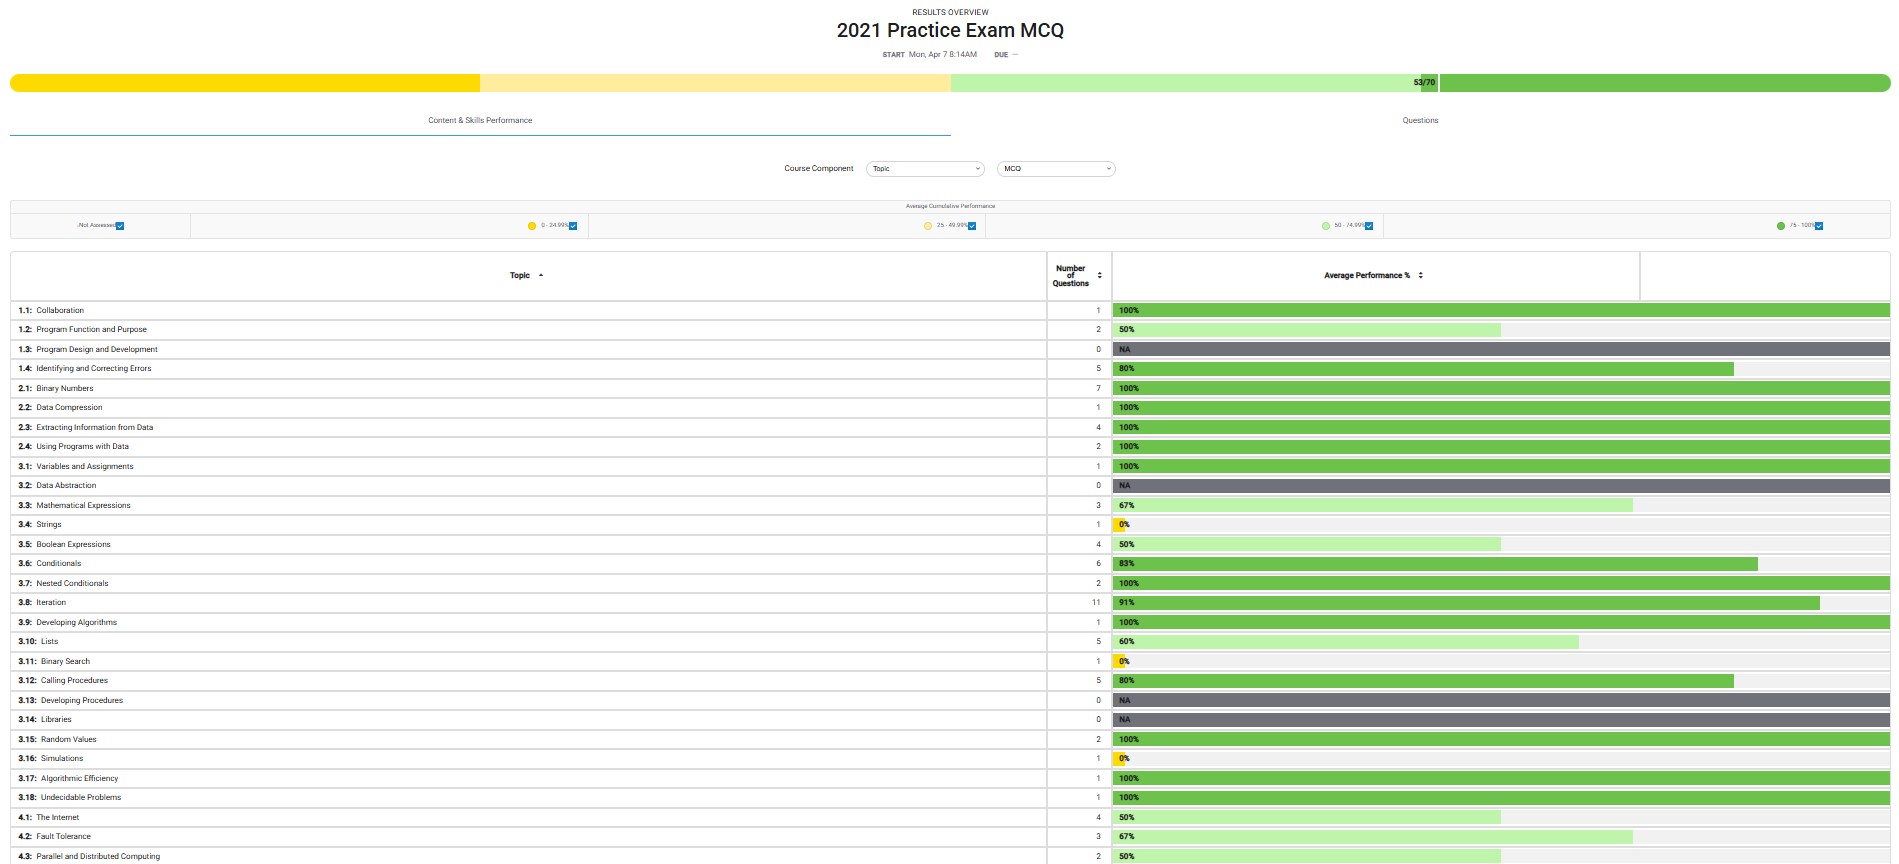 RESULTS OVERVIEW
2021 Practice Exam MCQ
START Mon, Apr 7 8:14AM DUE —
53/70
Content & Skills Performance Questions
Course Component Topic MCQ
Average Cumulative Performance
-Not Assessed 0 - 24.99% 25 - 49.99% 50 - 74.99% 75 - 100%
Topic Number of Questions Average Performance %
1.1: Collaboration 1 100%
1.2: Program Function and Purpose 2 50%
1.3: Program Design and Development 0 NA
1.4: Identifying and Correcting Errors 5 80%
2.1: Binary Numbers 7 100%
2.2: Data Compression 1 100%
2.3: Extracting Information from Data 4 100%
2.4: Using Programs with Data 2 100%
3.1: Variables and Assignments 1 100%
3.2: Data Abstraction 0 NA
3.3: Mathematical Expressions 3 67%
3.4: Strings 1 0%
3.5: Boolean Expressions 4 50%
3.6: Conditionals 6 83%
3.7: Nested Conditionals 2 100%
3.8: Iteration 11 91%
3.9: Developing Algorithms 1 100%
3.10: Lists 5 60%
3.11: Binary Search 1 0%
3.12: Calling Procedures 5 80%
3.13: Developing Procedures 0 NA
3.14: Libraries 0 NA
3.15: Random Values 2 100%
3.16: Simulations 1 0%
3.17: Algorithmic Efficiency 1 100%
3.18: Undecidable Problems 1 100%
4.1: The Internet 4 50%
4.2: Fault Tolerance 3 67%
4.3: Parallel and Distributed Computing 2 50%